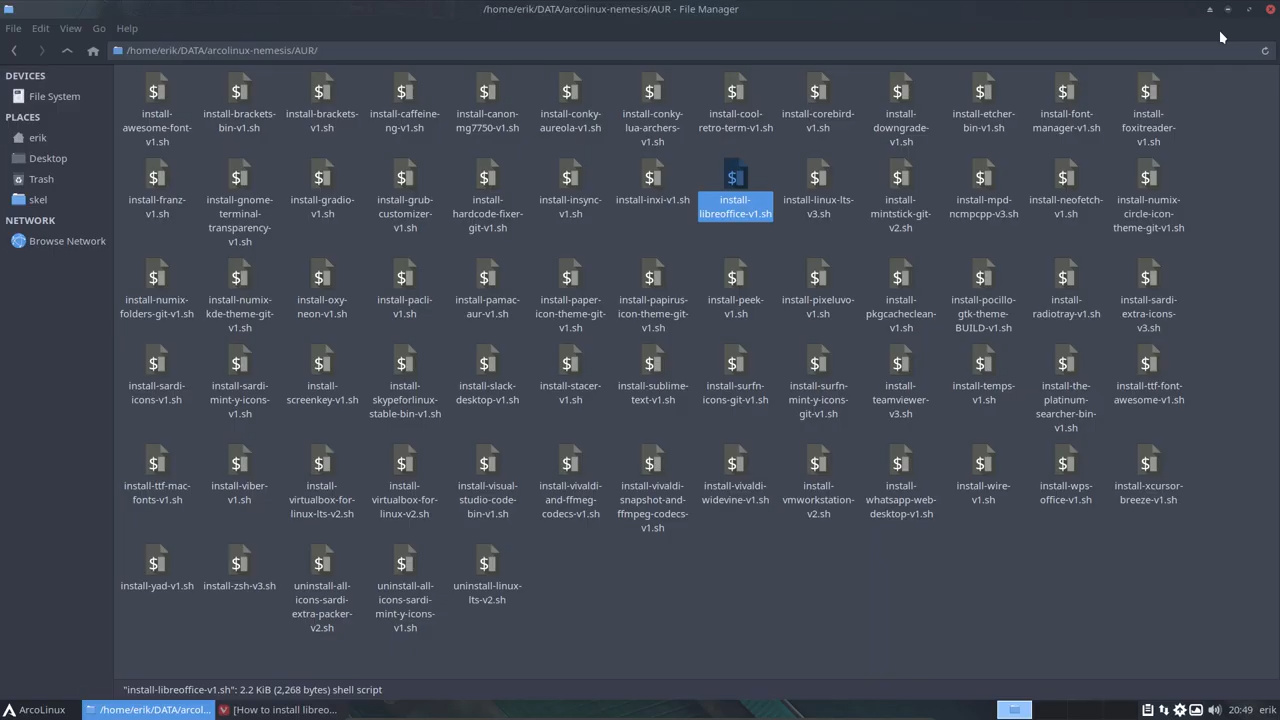 /home/erik/DATA/arcolinux-nemesis/AUR - File Manager
File Edit View Go Help
/home/erik/DATA/arcolinux-nemesis/AUR/
DEVICES
File System
PLACES
erik
Desktop
Trash
skel
NETWORK
Browse Network
install-awesome-font-v1.sh
install-brackets-bin-v1.sh
install-brackets-v1.sh
install-caffeine-ng-v1.sh
install-canon-mg7750-v1.sh
install-conky-aureola-v1.sh
install-conky-lua-archers-v1.sh
install-cool-retro-term-v1.sh
install-corebird-v1.sh
install-downgrade-v1.sh
install-etcher-bin-v1.sh
install-font-manager-v1.sh
install-foxitreader-v1.sh
install-franz-v1.sh
install-gnome-terminal-transparency-v1.sh
install-gradio-v1.sh
install-grub-customizer-v1.sh
install-hardcode-fixer-git-v1.sh
install-insync-v1.sh
install-inxi-v1.sh
install-libreoffice-v1.sh
install-linux-lts-v3.sh
install-mintstick-git-v2.sh
install-mpd-ncmpcpp-v3.sh
install-neofetch-v1.sh
install-numix-circle-icon-theme-git-v1.sh
install-numix-folders-git-v1.sh
install-numix-kde-theme-git-v1.sh
install-oxy-neon-v1.sh
install-pacli-v1.sh
install-pamac-aur-v1.sh
install-paper-icon-theme-git-v1.sh
install-papirus-icon-theme-git-v1.sh
install-peek-v1.sh
install-pixeluvo-v1.sh
install-pkgcacheclean-v1.sh
install-pocillo-gtk-theme-BUILD-v1.sh
install-radiotray-v1.sh
install-sardi-extra-icons-v3.sh
install-sardi-icons-v1.sh
install-sardi-mint-y-icons-v1.sh
install-screenkey-v1.sh
install-skypeforlinux-stable-bin-v1.sh
install-slack-desktop-v1.sh
install-stacer-v1.sh
install-sublime-text-v1.sh
install-surfn-icons-git-v1.sh
install-surfn-mint-y-icons-git-v1.sh
install-teamviewer-v3.sh
install-temps-v1.sh
install-the-platinum-searcher-bin-v1.sh
install-ttf-font-awesome-v1.sh
install-ttf-mac-fonts-v1.sh
install-viber-v1.sh
install-virtualbox-for-linux-lts-v2.sh
install-virtualbox-for-linux-v2.sh
install-visual-studio-code-bin-v1.sh
install-vivaldi-and-ffmeg-codecs-v1.sh
install-vivaldi-snapshot-and-ffmpeg-codecs-v1.sh
install-vivaldi-widevine-v1.sh
install-vmworkstation-v2.sh
install-whatsapp-web-desktop-v1.sh
install-wire-v1.sh
install-wps-office-v1.sh
install-xcursor-breeze-v1.sh
install-yad-v1.sh
install-zsh-v3.sh
uninstall-all-icons-sardi-extra-packer-v2.sh
uninstall-all-icons-sardi-mint-y-icons-v1.sh
uninstall-linux-lts-v2.sh
"install-libreoffice-v1.sh": 2.2 KiB (2,268 bytes) shell script
ArcoLinux
/home/erik/DATA/arcol...
[How to install libreo...
20:49 erik